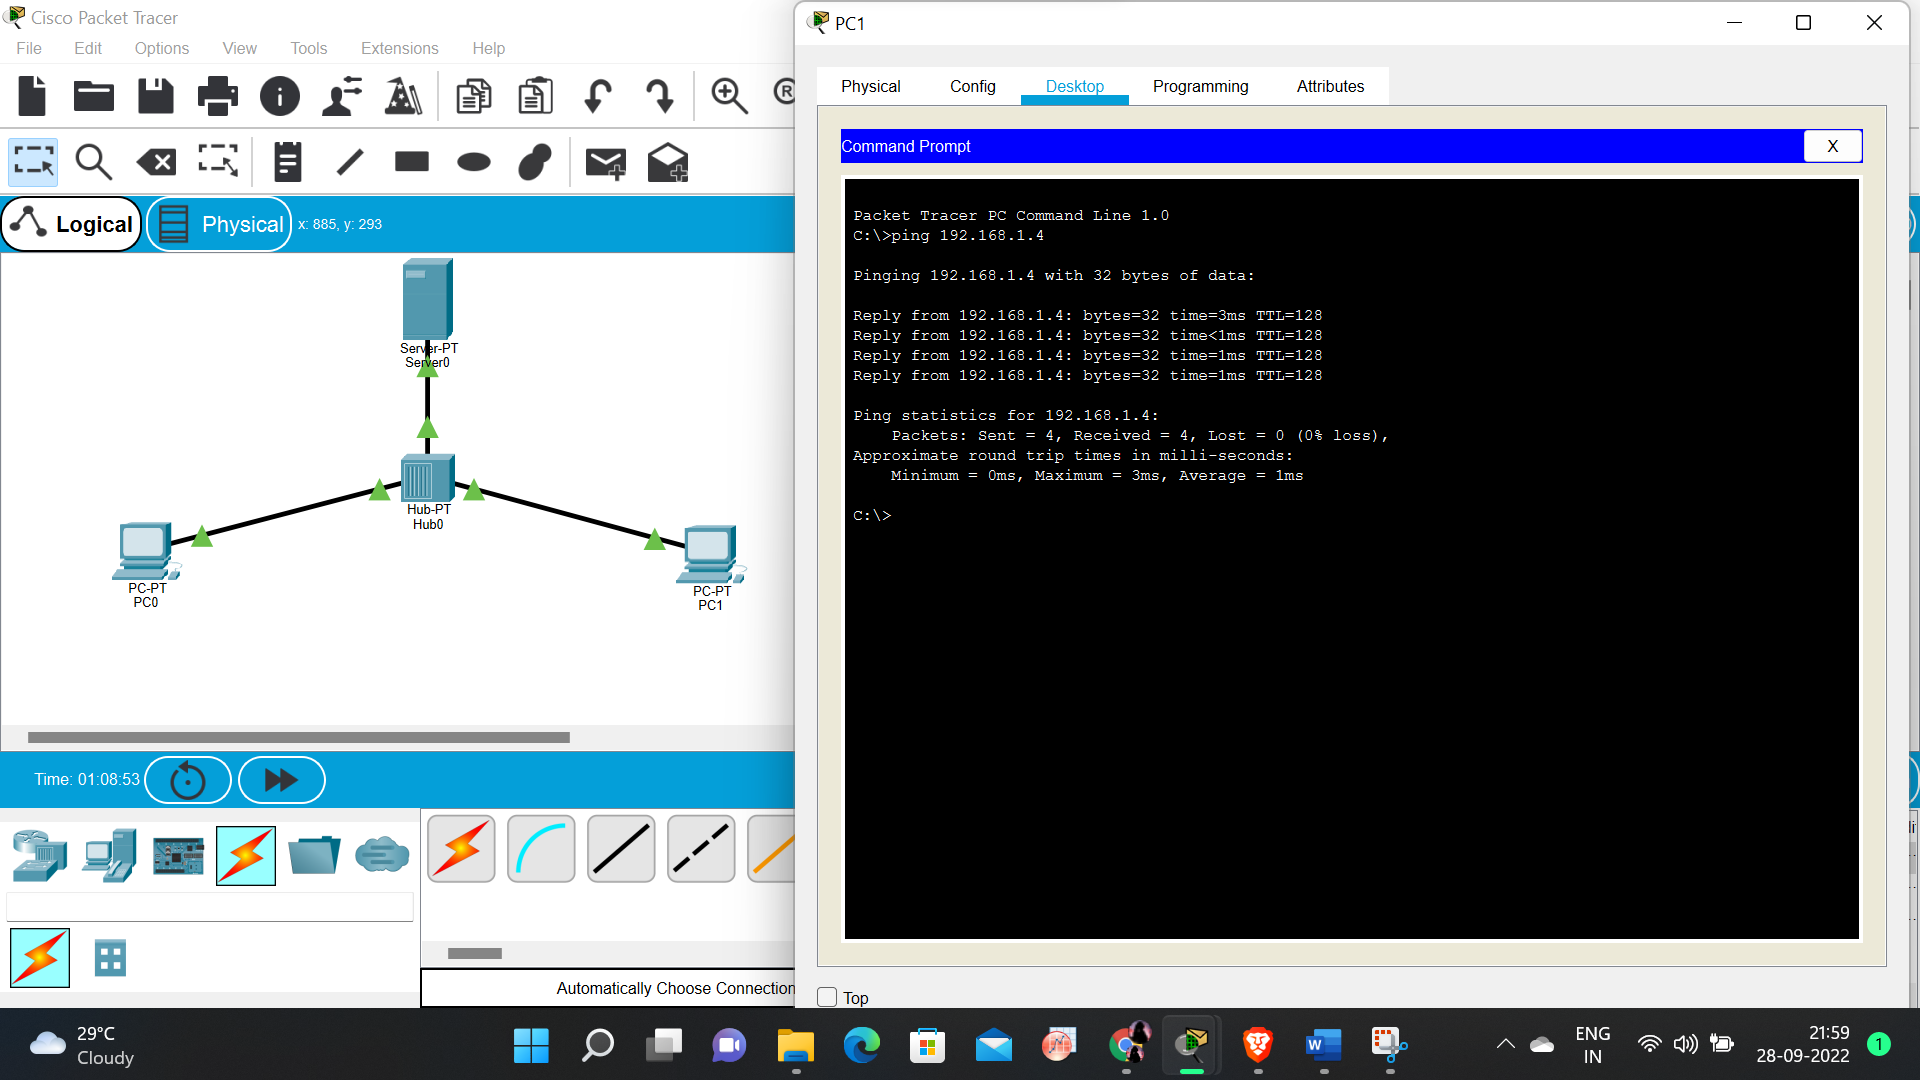 Cisco Packet Tracer
File Edit Options View Tools Extensions Help
Logical
Physical
x: 885, y: 293
Server-PT
Server0
Hub-PT
Hub0
PC-PT
PC0
PC-PT
PC1
Time: 01:08:53
Automatically Choose Connection
PC1
Physical Config Desktop Programming Attributes
Command Prompt
X
Packet Tracer PC Command Line 1.0
C:\>ping 192.168.1.4
Pinging 192.168.1.4 with 32 bytes of data:
Reply from 192.168.1.4: bytes=32 time=3ms TTL=128
Reply from 192.168.1.4: bytes=32 time<1ms TTL=128
Reply from 192.168.1.4: bytes=32 time=1ms TTL=128
Reply from 192.168.1.4: bytes=32 time=1ms TTL=128
Ping statistics for 192.168.1.4:
Packets: Sent = 4, Received = 4, Lost = 0 (0% loss),
Approximate round trip times in milli-seconds:
Minimum = 0ms, Maximum = 3ms, Average = 1ms
C:\>
Top
29°C
Cloudy
ENG
IN
21:59
28-09-2022
1